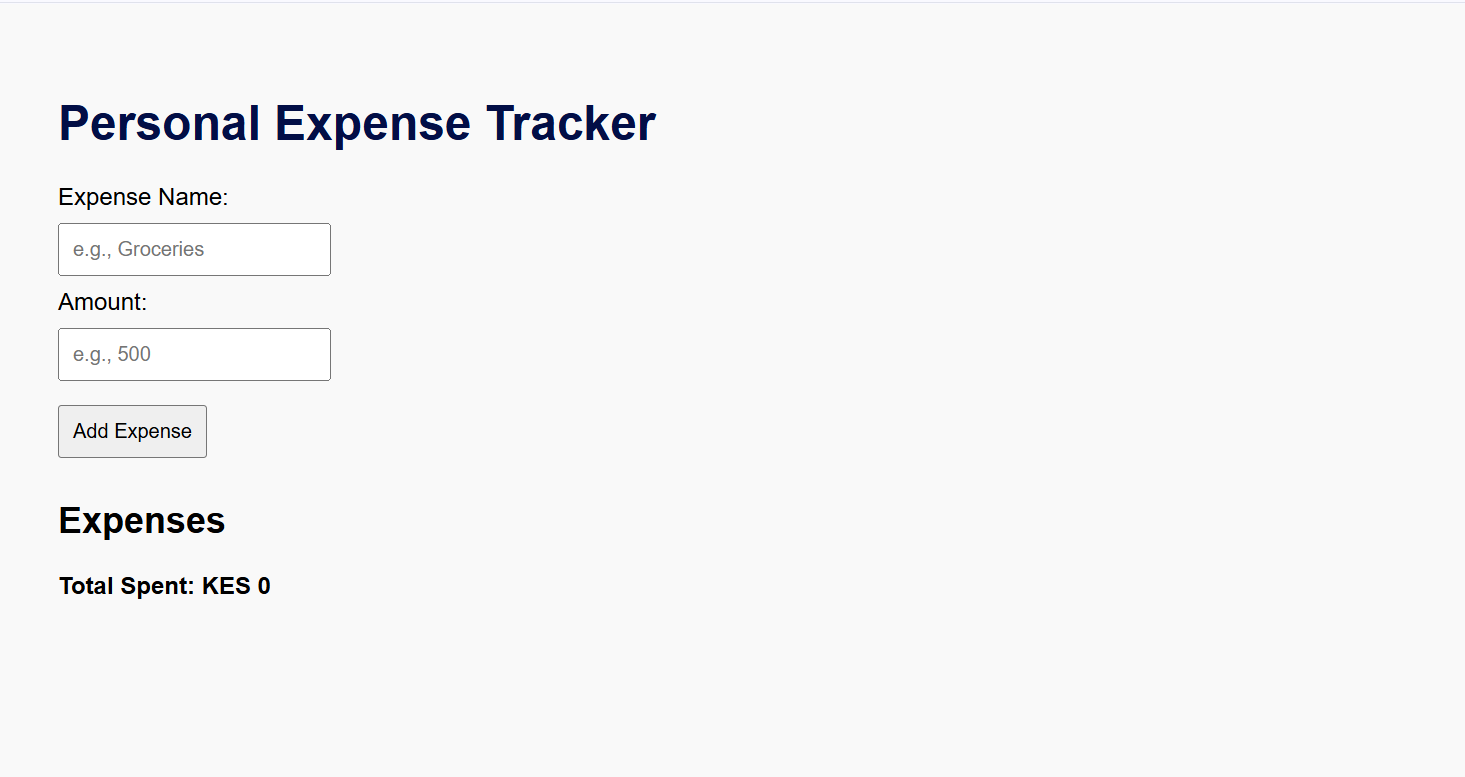 Personal Expense Tracker
Expense Name:
e.g., Groceries
Amount:
e.g., 500
Add Expense
Expenses
Total Spent: KES 0